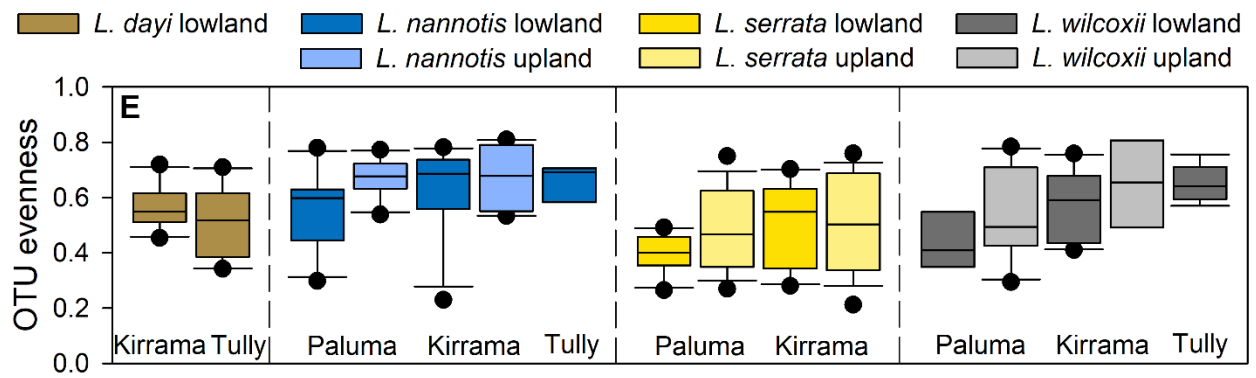 L. dayi lowland L. nannotis lowland L. serrata lowland L. wilcoxii lowland
L. nannotis upland L. serrata upland L. wilcoxii upland
E
OTU evenness
1.0
0.8
0.6
0.4
0.2
0.0
Kirrama Tully Paluma Kirrama Tully Paluma Kirrama Paluma Kirrama Tully